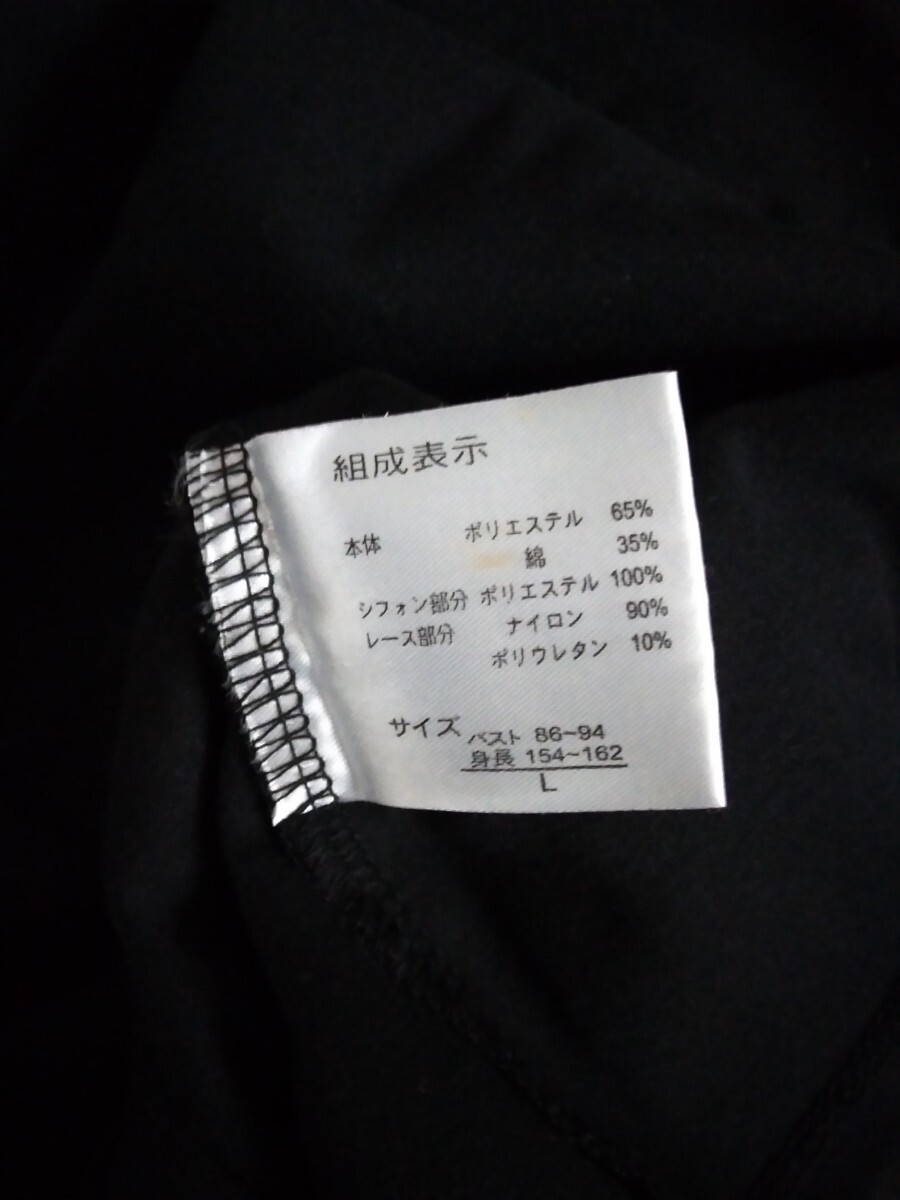 組成表示
本体 ポリエステル 65%
綿 35%
シフォン部分 ポリエステル 100%
レース部分 ナイロン 90%
ポリウレタン 10%
サイズ バスト 86~94
身長 154~162
L